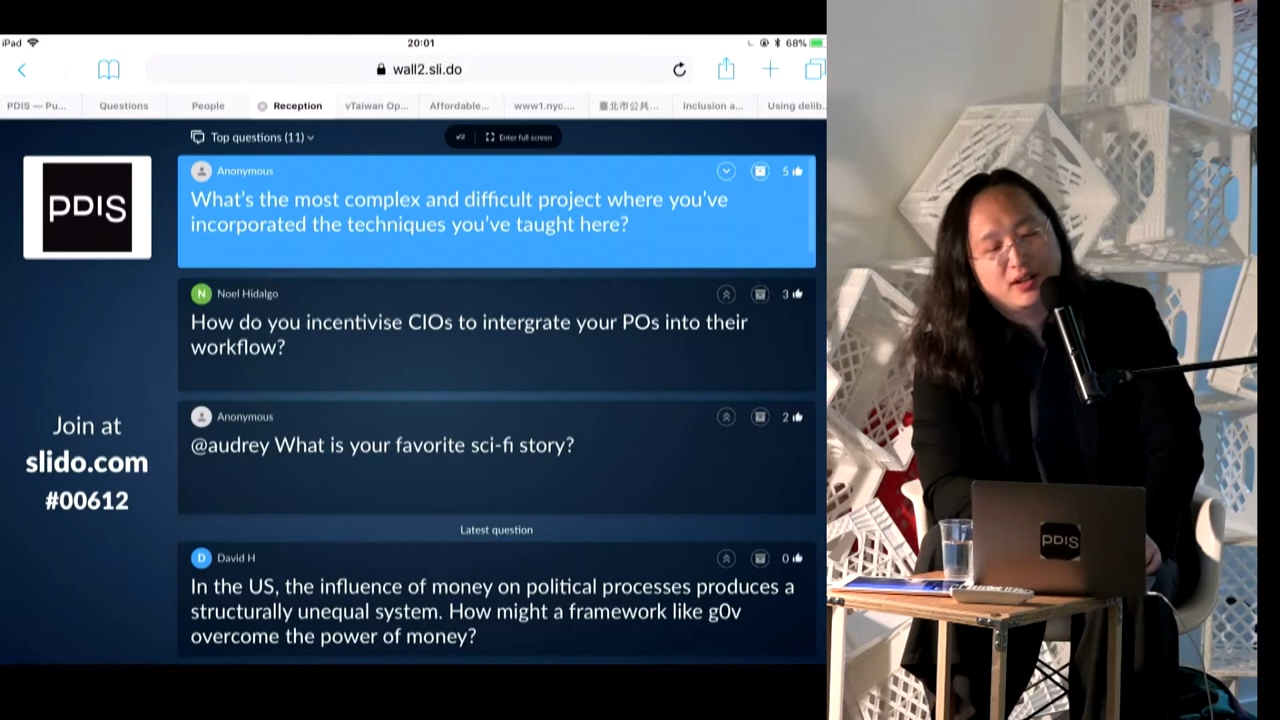 iPad
20:01
68%
wall2.sli.do
PDIS — Pu...
Questions
People
Reception
vTaiwan Op...
Affordable...
www1.nyc....
臺北市公共...
Inclusion a...
Using delib..
Top questions (11)
Enter full screen
PDIS
Anonymous
5
What's the most complex and difficult project where you've
incorporated the techniques you've taught here?
Noel Hidalgo
N
3
How do you incentivise CIOs to intergrate your POs into their
workflow?
Anonymous
2
@audrey What is your favorite sci-fi story?
Join at
slido.com
#00612
Latest question
D
David H
0
In the US, the influence of money on political processes produces a
structurally unequal system. How might a framework like g0v
overcome the power of money?
PDIS